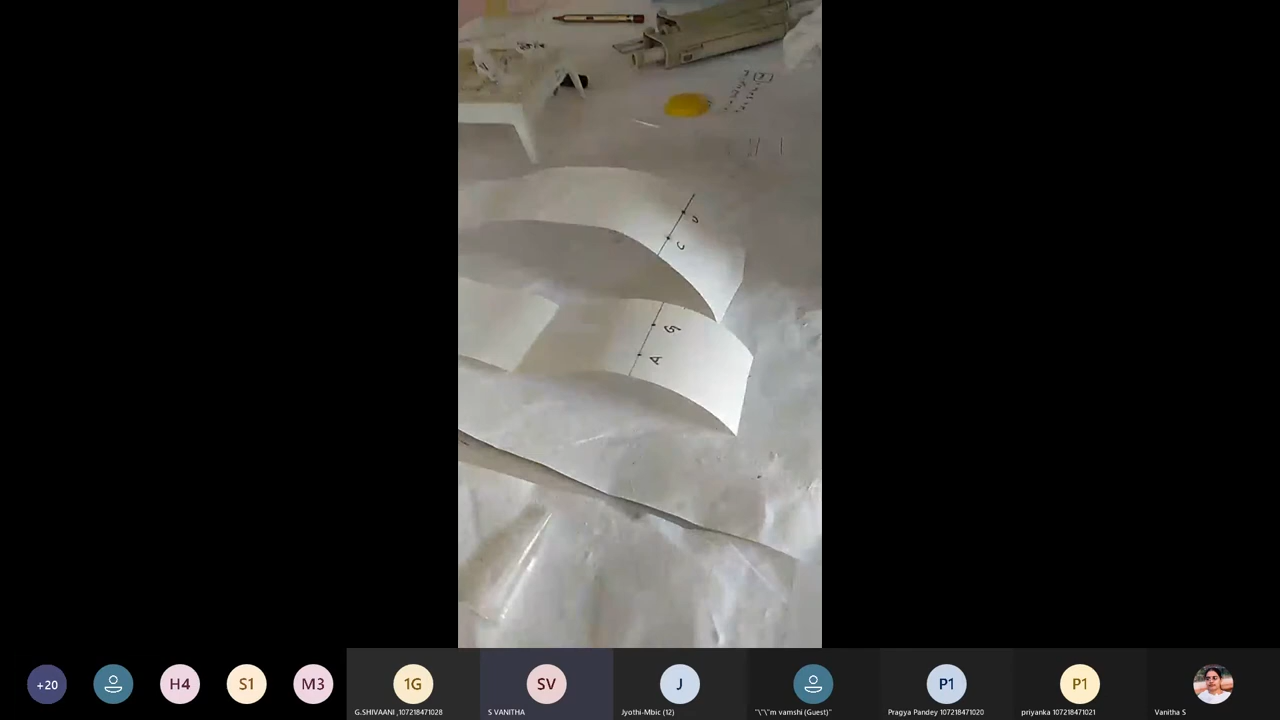 C
G
A
+20
H4
S1
M3
1G
SV
J
P1
P1
G.SHIVAANI ,107218471028
S VANITHA
Jyothi-Mbic (12)
"\"\"m vamshi (Guest)"
Pragya Pandey 107218471020
priyanka 107218471021
Vanitha S